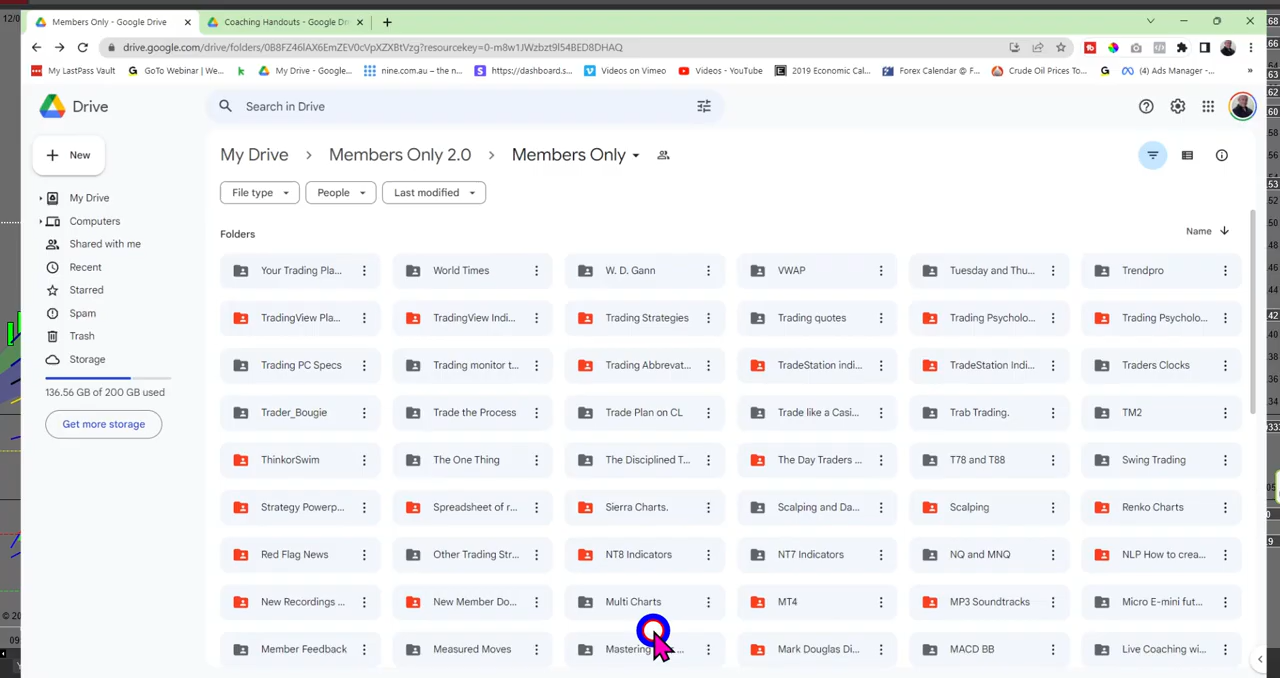 12/0
Members Only - Google Drive
Coaching Handouts - Google Dri
drive.google.com/drive/folders/0B8FZ46lAX6EmZEV0cVpXZXBtVzg?resourcekey=0-m8w1JWzbzt9l54BED8DHAQ
My LastPass Vault
GoTo Webinar | We...
My Drive - Google...
nine.com.au – the n...
https://dashboard.s...
Videos on Vimeo
Videos - YouTube
2019 Economic Cal...
Forex Calendar @ F...
Crude Oil Prices To...
(4) Ads Manager -...
Drive
Search in Drive
New
My Drive > Members Only 2.0 > Members Only
File type
People
Last modified
My Drive
Computers
Shared with me
Recent
Starred
Spam
Trash
Storage
136.56 GB of 200 GB used
Get more storage
Folders
Name
Your Trading Pla... World Times W. D. Gann VWAP Tuesday and Thu... Trendpro
TradingView Pla... TradingView Indi... Trading Strategies Trading quotes Trading Psycholo... Trading Psycholo...
Trading PC Specs Trading monitor t... Trading Abbrevat... TradeStation indi... TradeStation Indi... Traders Clocks
Trader_Bougie Trade the Process Trade Plan on CL Trade like a Casi... Trab Trading. TM2
ThinkorSwim The One Thing The Disciplined T... The Day Traders ... T78 and T88 Swing Trading
Strategy Powerp... Spreadsheet of r... Sierra Charts. Scalping and Da... Scalping Renko Charts
Red Flag News Other Trading Str... NT8 Indicators NT7 Indicators NQ and MNQ NLP How to crea...
New Recordings ... New Member Do... Multi Charts MT4 MP3 Soundtracks Micro E-mini fut...
Member Feedback Measured Moves Mastering Mark Douglas Di... MACD BB Live Coaching wi...